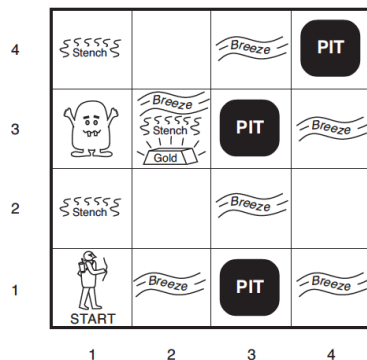 4
Stench
Breeze
PIT
3
Breeze
Stench
Gold
PIT
Breeze
2
Stench
Breeze
1
START
Breeze
PIT
Breeze
1 2 3 4